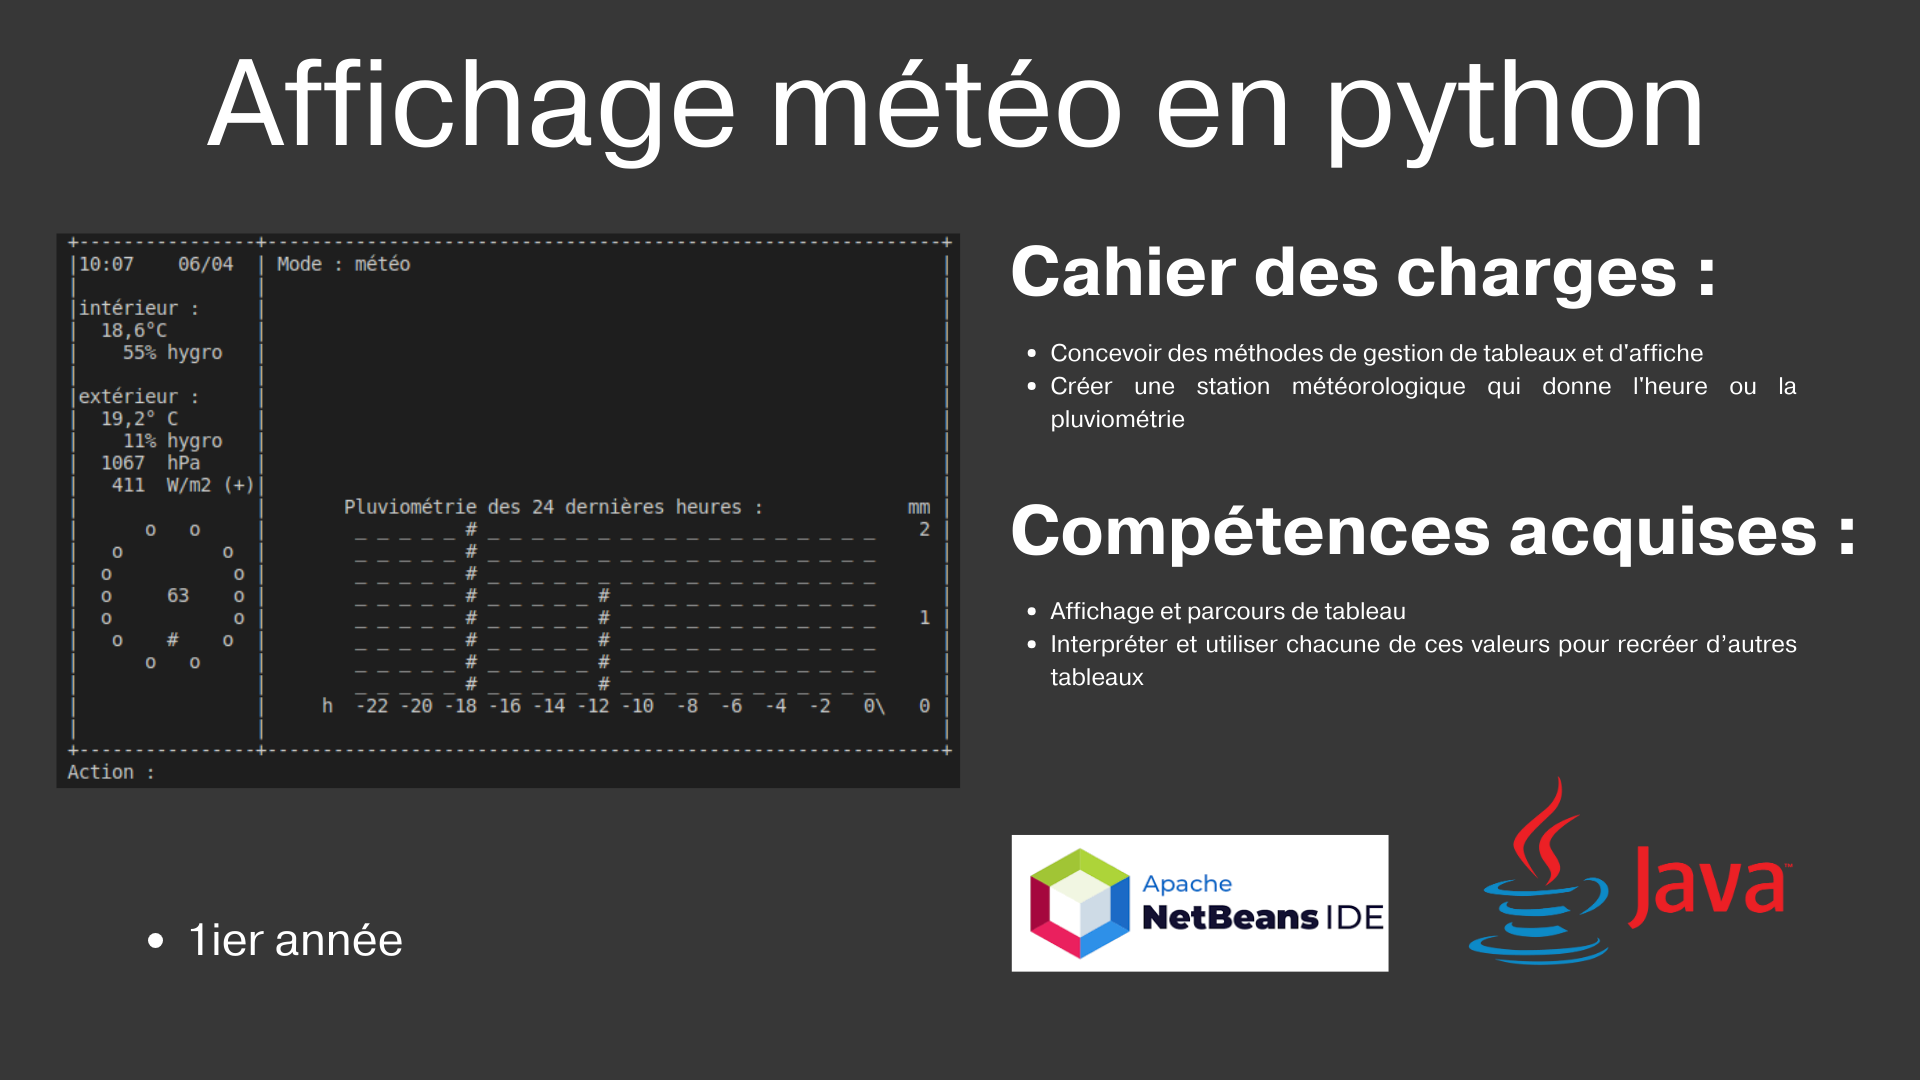 Affichage météo en python
+----------------+-------------------------------------------------------------+
|10:07    06/04  | Mode : météo                                                |
|                |                                                             |
|intérieur :     |                                                             |
|  18,6°C        |                                                             |
|    55% hygro   |                                                             |
|                |                                                             |
|extérieur :     |                                                             |
|  19,2° C       |                                                             |
|    11% hygro   |                                                             |
|  1067  hPa     |                                                             |
|   411  W/m2 (+)|                                                             |
|                |       Pluviométrie des 24 dernières heures :             mm |
|      o   o     |        _ _ _ _ _ # _ _ _ _ _ _ _ _ _ _ _ _ _ _ _ _ _ _    2 |
|   o         o  |        _ _ _ _ _ # _ _ _ _ _ _ _ _ _ _ _ _ _ _ _ _ _ _      |
|  o           o |        _ _ _ _ _ # _ _ _ _ _ _ _ _ _ _ _ _ _ _ _ _ _ _      |
|  o     63    o |        _ _ _ _ _ # _ _ _ _ _ # _ _ _ _ _ _ _ _ _ _ _ _      |
|  o           o |        _ _ _ _ _ # _ _ _ _ _ # _ _ _ _ _ _ _ _ _ _ _ _    1 |
|   o    #    o  |        _ _ _ _ _ # _ _ _ _ _ # _ _ _ _ _ _ _ _ _ _ _ _      |
|      o   o     |        _ _ _ _ _ # _ _ _ _ _ # _ _ _ _ _ _ _ _ _ _ _ _      |
|                |        _ _ _ _ _ # _ _ _ _ _ # _ _ _ _ _ _ _ _ _ _ _ _      |
|                |     h  -22 -20 -18 -16 -14 -12 -10  -8  -6  -4  -2   0\   0 |
|                |                                                             |
+----------------+-------------------------------------------------------------+
Action :
• 1ier année
Cahier des charges :
• Concevoir des méthodes de gestion de tableaux et d'affiche
• Créer une station météorologique qui donne l'heure ou la
pluviométrie
Compétences acquises :
• Affichage et parcours de tableau
• Interpréter et utiliser chacune de ces valeurs pour recréer d’autres
tableaux
Apache
NetBeans IDE
Java™